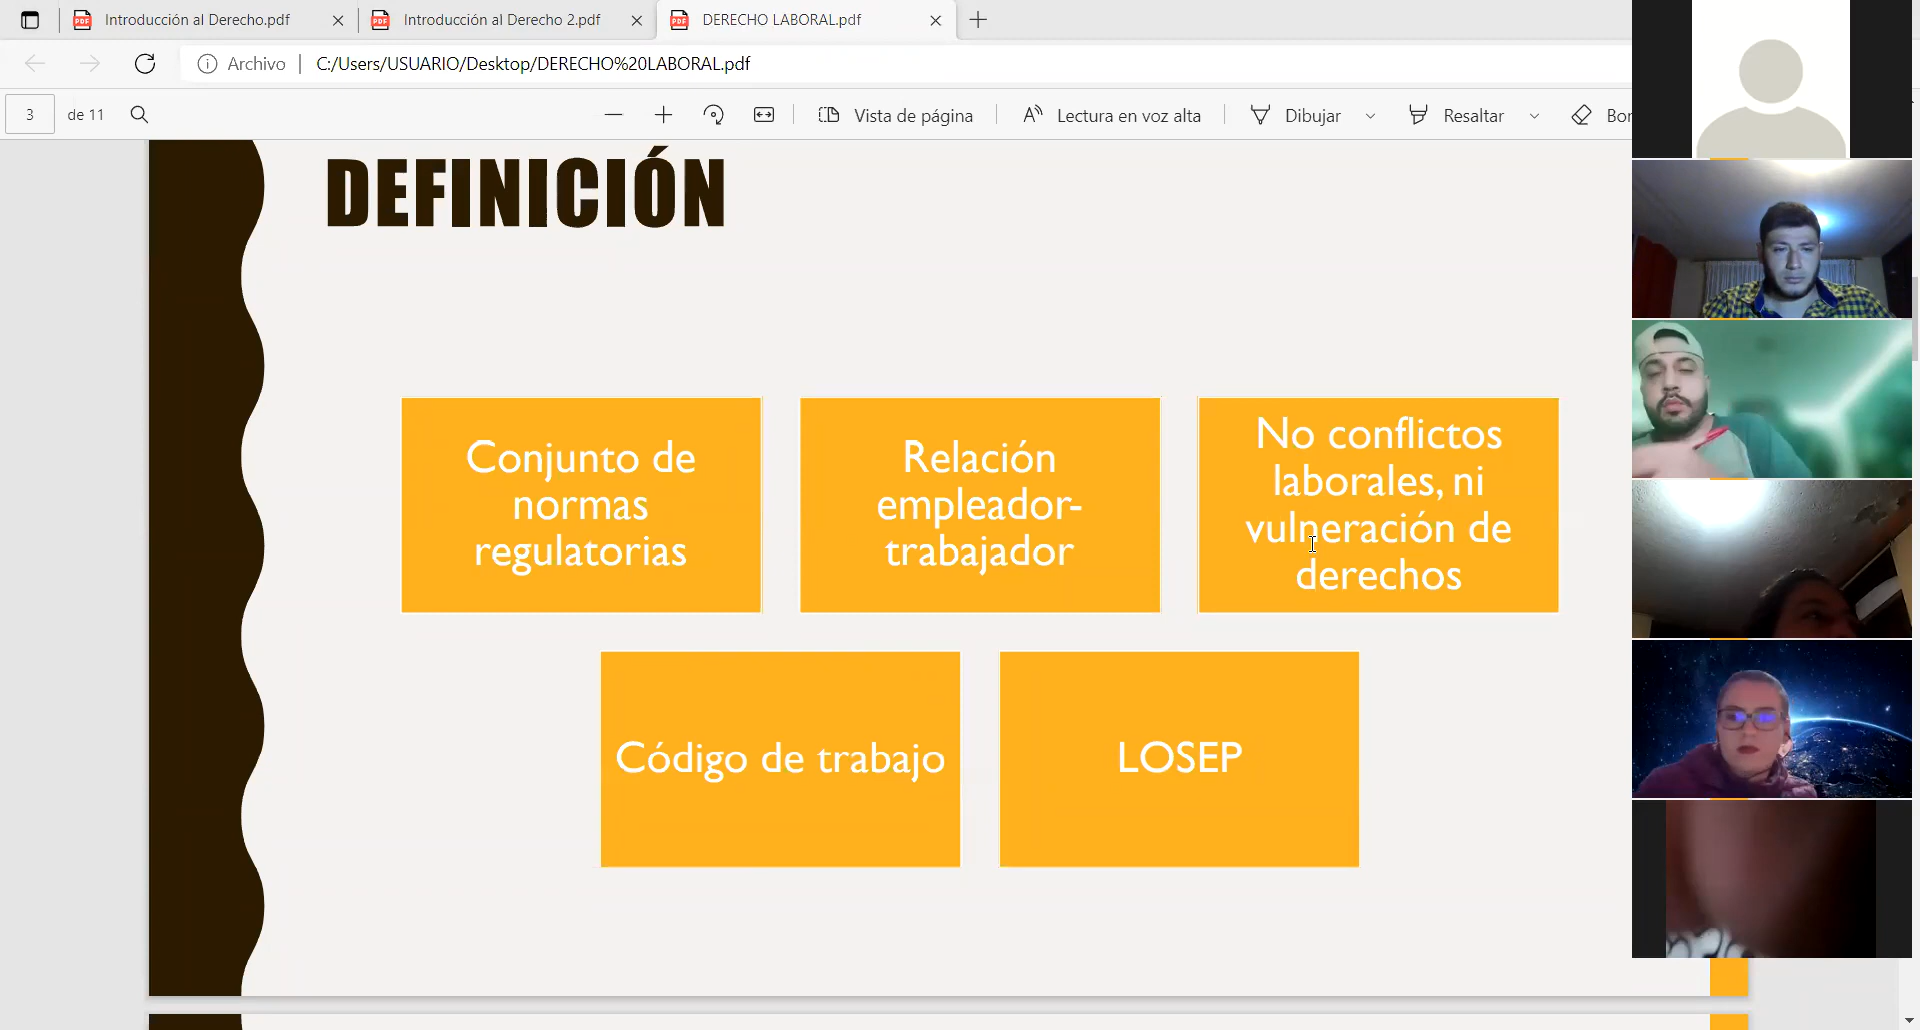 Introducción al Derecho.pdf
Introducción al Derecho 2.pdf
DERECHO LABORAL.pdf
Archivo
C:/Users/USUARIO/Desktop/DERECHO%20LABORAL.pdf
3
de 11
Vista de página
Lectura en voz alta
Dibujar
Resaltar
Bor
DEFINICIÓN
Conjunto de
normas
regulatorias
Relación
empleador-
trabajador
No conflictos
laborales, ni
vulneración de
derechos
Código de trabajo
LOSEP